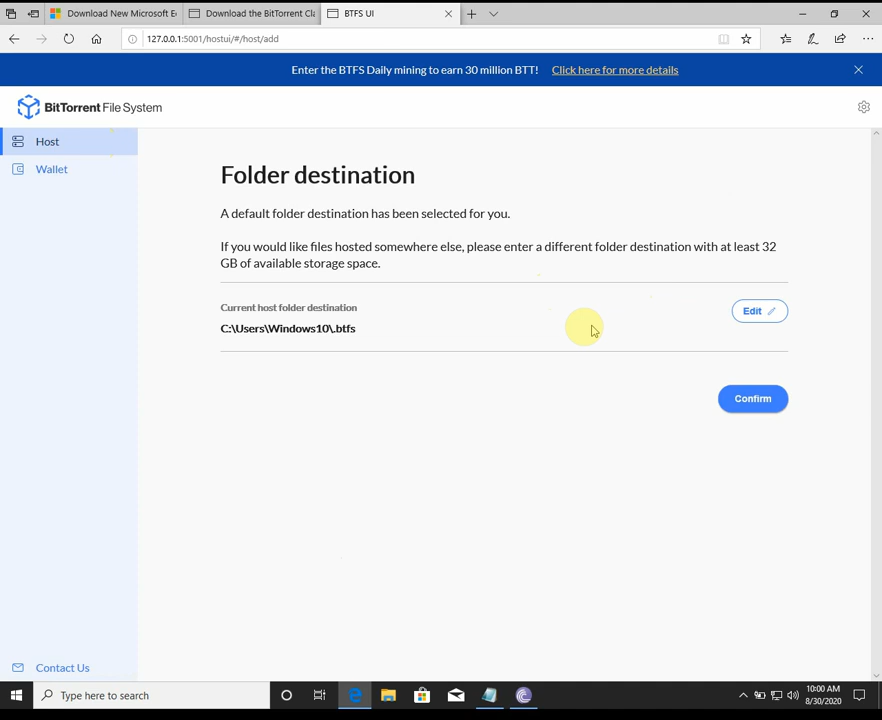 Download New Microsoft Ed
Download the BitTorrent Cla
BTFS UI
127.0.0.1:5001/hostui/#/host/add
Enter the BTFS Daily mining to earn 30 million BTT! Click here for more details
BitTorrent File System
Host
Wallet
Folder destination
A default folder destination has been selected for you.
If you would like files hosted somewhere else, please enter a different folder destination with at least 32
GB of available storage space.
Current host folder destination
C:\Users\Windows10\.btfs
Edit
Confirm
Contact Us
Type here to search
10:00 AM
8/30/2020